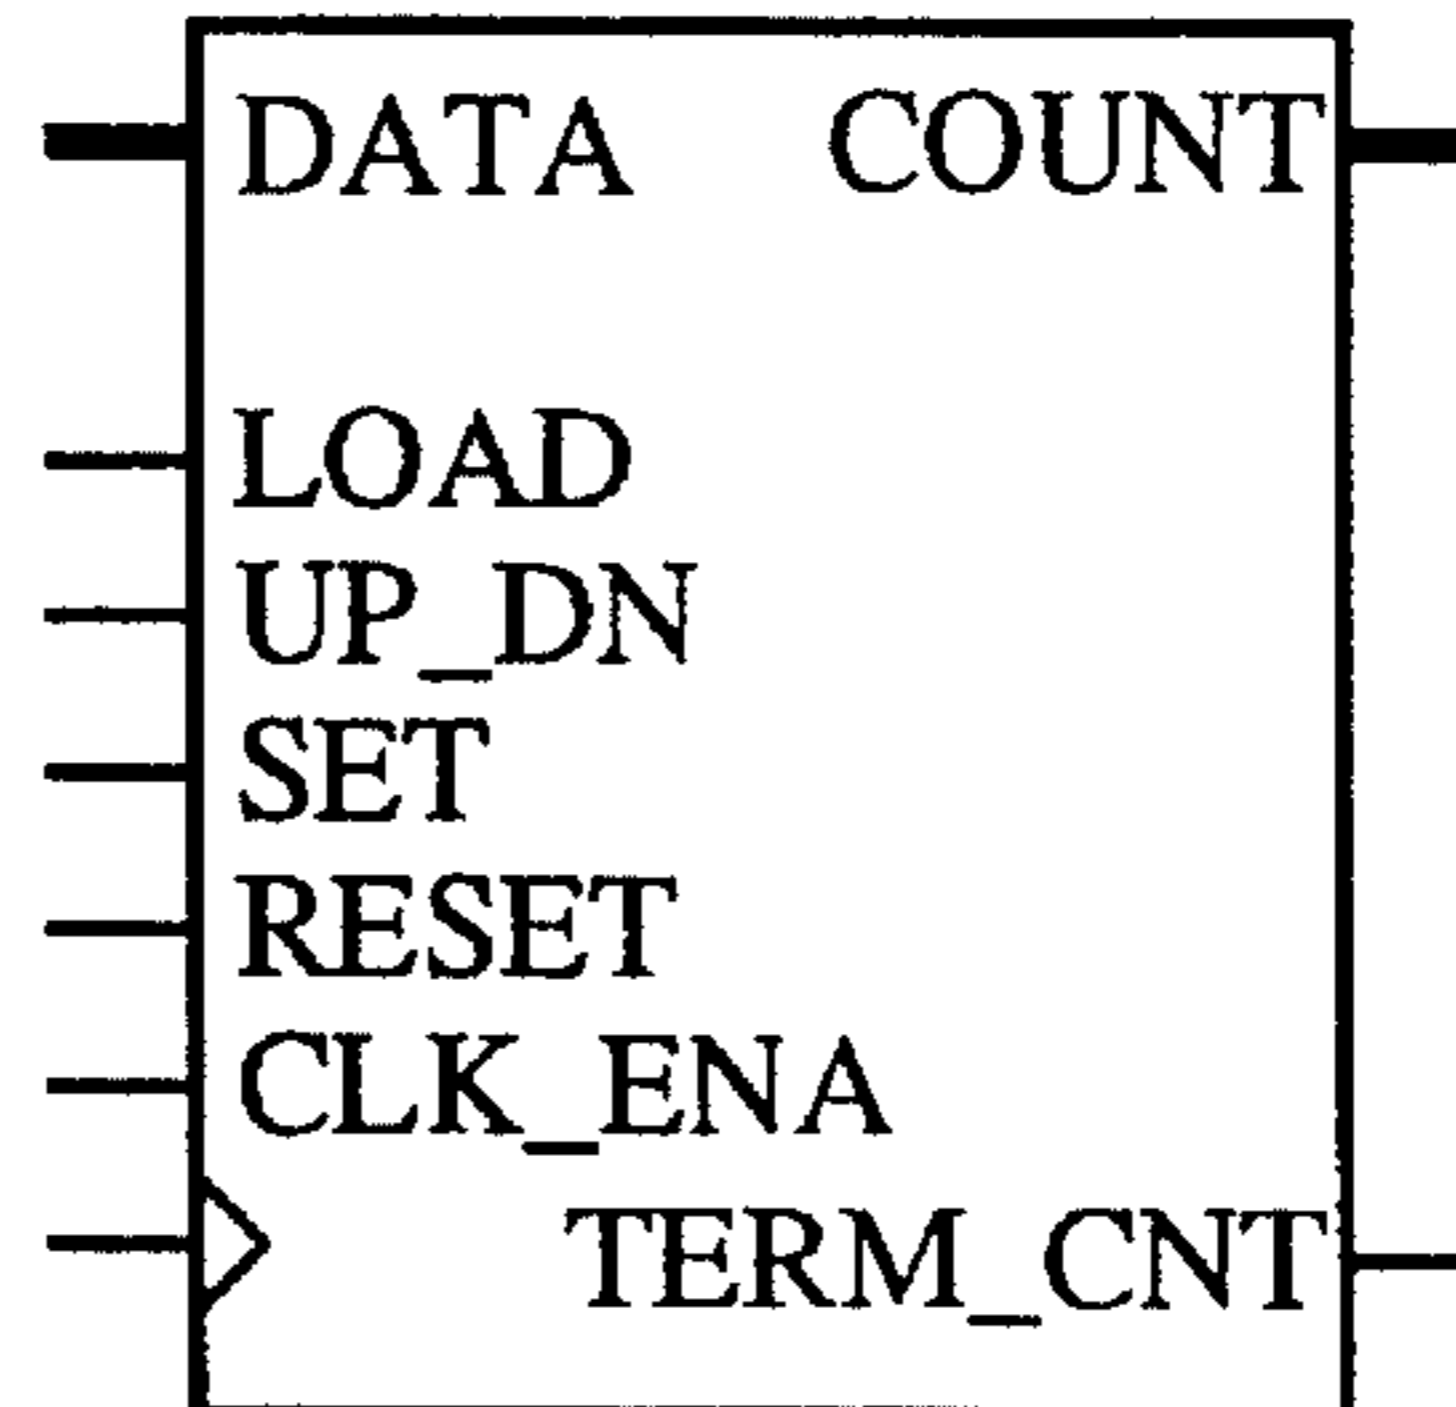 DATA COUNT
LOAD
UP_DN
SET
RESET
CLK_ENA
TERM_CNT